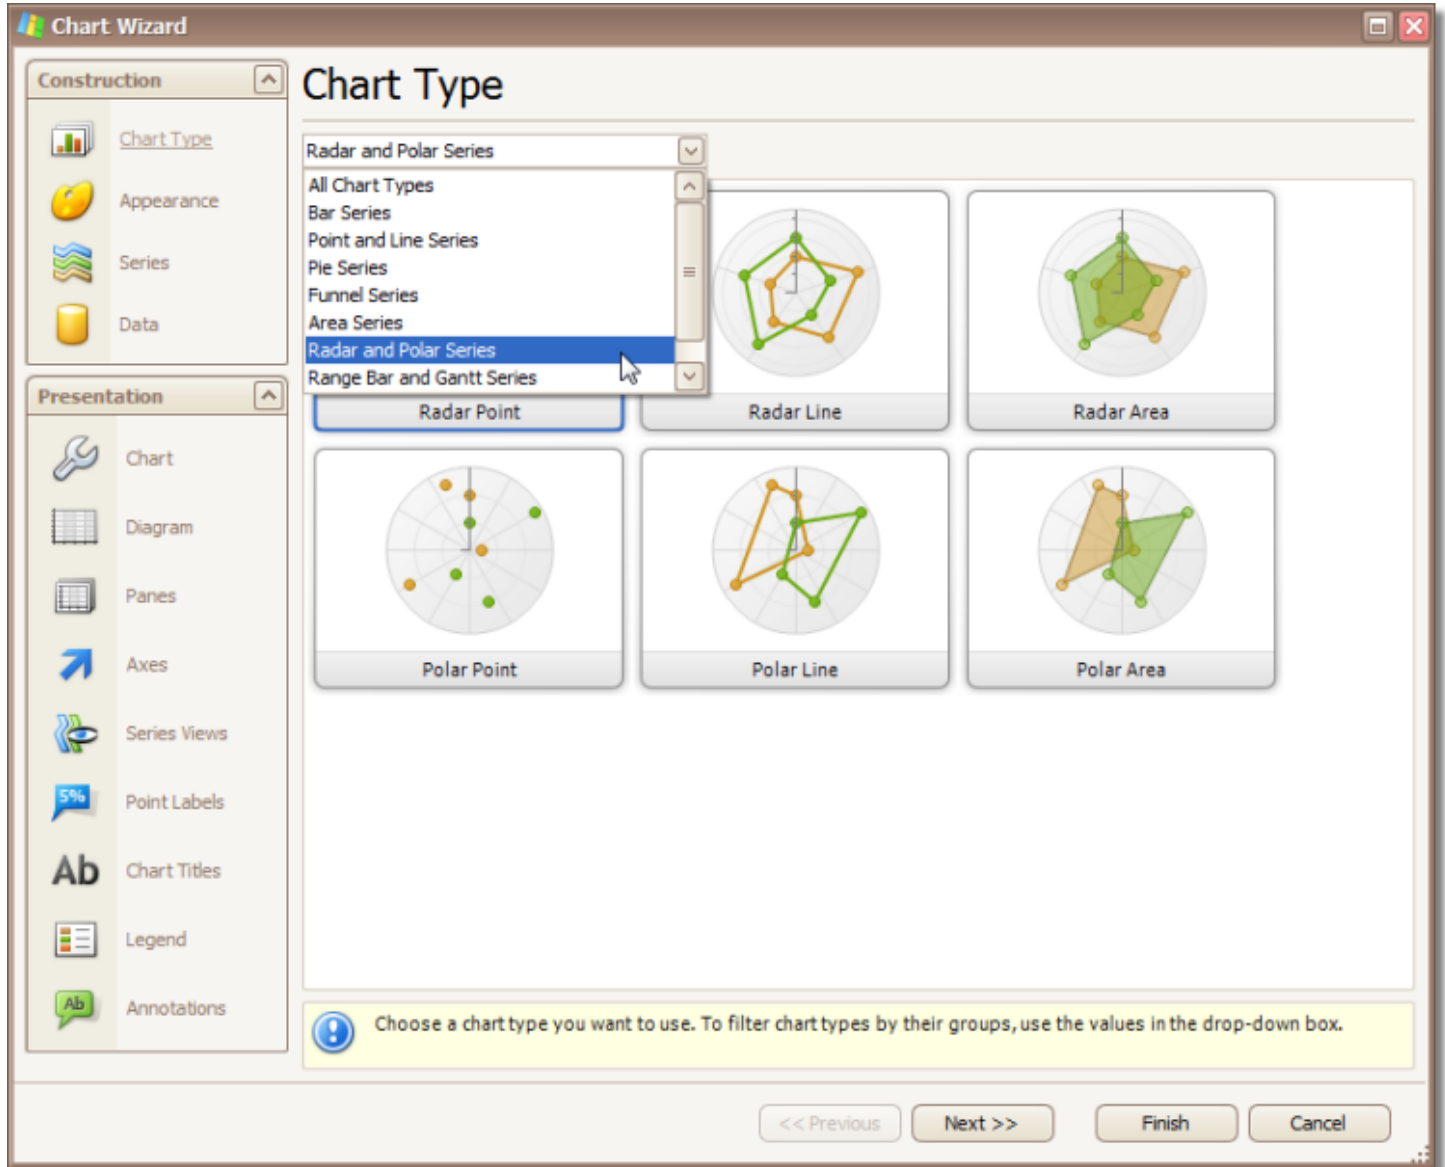 Chart Wizard
Construction
Chart Type
Appearance
Series
Data
Presentation
Chart
Diagram
Panes
Axes
Series Views
5%
Point Labels
Ab
Chart Titles
Legend
Ab
Annotations
Chart Type
Radar and Polar Series
All Chart Types
Bar Series
Point and Line Series
Pie Series
Funnel Series
Area Series
Radar and Polar Series
Range Bar and Gantt Series
Radar Point
Radar Line
Radar Area
Polar Point
Polar Line
Polar Area
Choose a chart type you want to use. To filter chart types by their groups, use the values in the drop-down box.
<< Previous
Next >>
Finish
Cancel